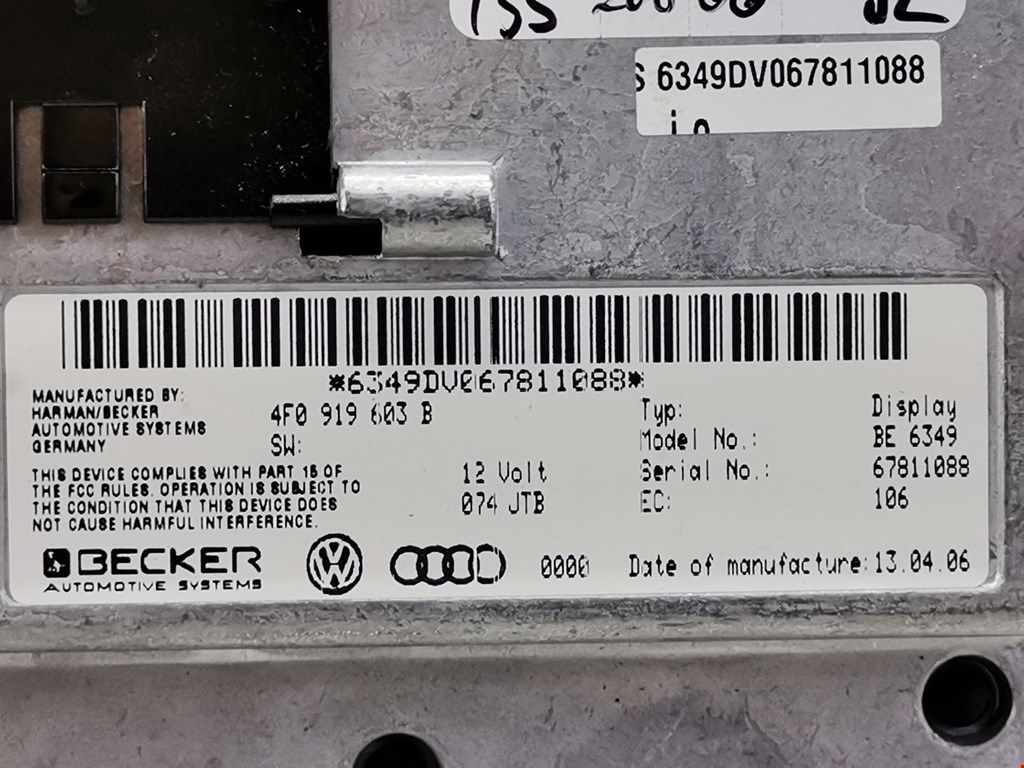 S 6349DV067811088
*6349DV067811088*
MANUFACTURED BY:
HARMAN/BECKER
AUTOMOTIVE SYSTEMS
GERMANY
4F0 919 603 B
SW:
THIS DEVICE COMPLIES WITH PART 15 OF
THE FCC RULES. OPERATION IS SUBJECT TO
THE CONDITION THAT THIS DEVICE DOES
NOT CAUSE HARMFUL INTERFERENCE.
12 Volt
074 JTB
Typ: Display
Model No.: BE 6349
Serial No.: 67811088
EC: 106
BECKER
AUTOMOTIVE SYSTEMS
0000
Date of manufacture: 13.04.06